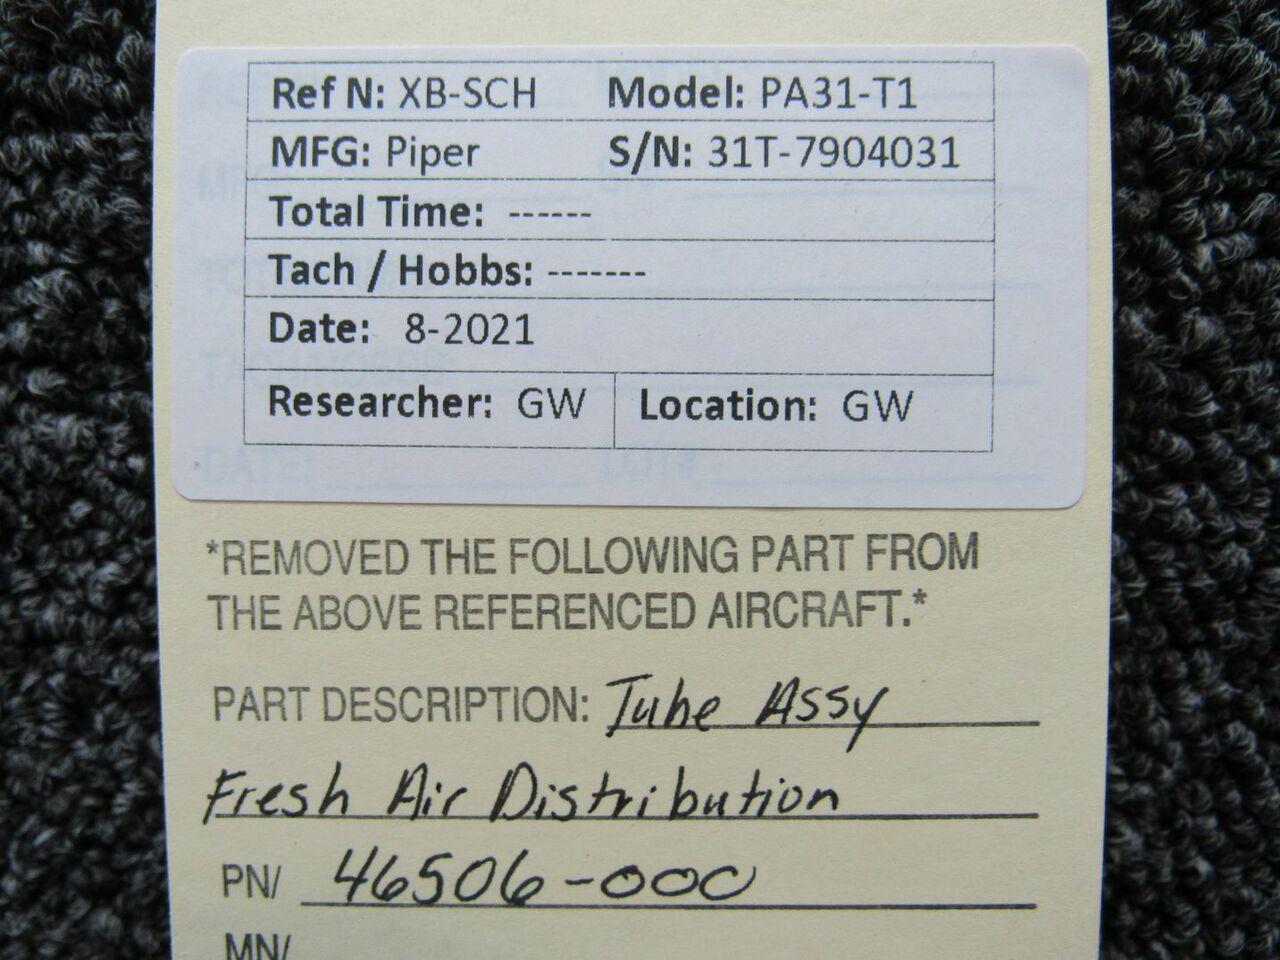 Ref N: XB-SCH Model: PA31-T1
MFG: Piper S/N: 31T-7904031
Total Time: ------
Tach / Hobbs: -------
Date: 8-2021
Researcher: GW Location: GW
*REMOVED THE FOLLOWING PART FROM
THE ABOVE REFERENCED AIRCRAFT.*
PART DESCRIPTION: Tube Assy
Fresh Air Distribution
PN/ 46506-000
MN/